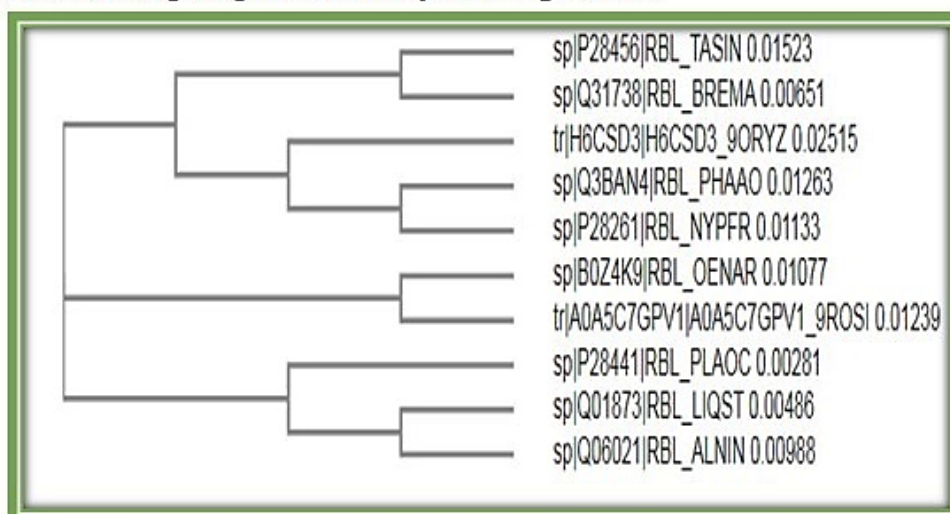 sp|P28456|RBL_TASIN 0.01523
sp|Q31738|RBL_BREMA 0.00651
tr|H6CSD3|H6CSD3_9ORYZ 0.02515
sp|Q3BAN4|RBL_PHAAO 0.01263
sp|P28261|RBL_NYPFR 0.01133
sp|B0Z4K9|RBL_OENAR 0.01077
tr|A0A5C7GPV1|A0A5C7GPV1_9ROSI 0.01239
sp|P28441|RBL_PLAOC 0.00281
sp|Q01873|RBL_LIQST 0.00486
sp|Q06021|RBL_ALNIN 0.00988